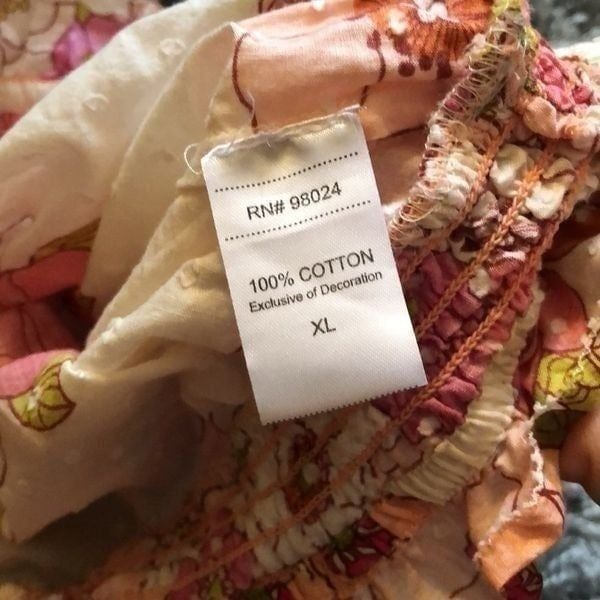 RN# 98024
100% COTTON
Exclusive of Decoration
XL